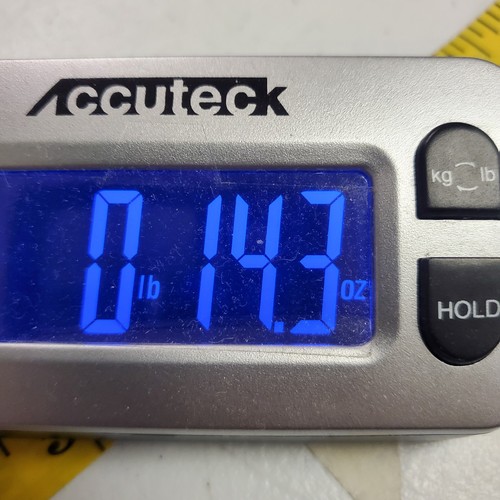 Accuteck
kg lb
0 lb 14.3 oz
HOLD